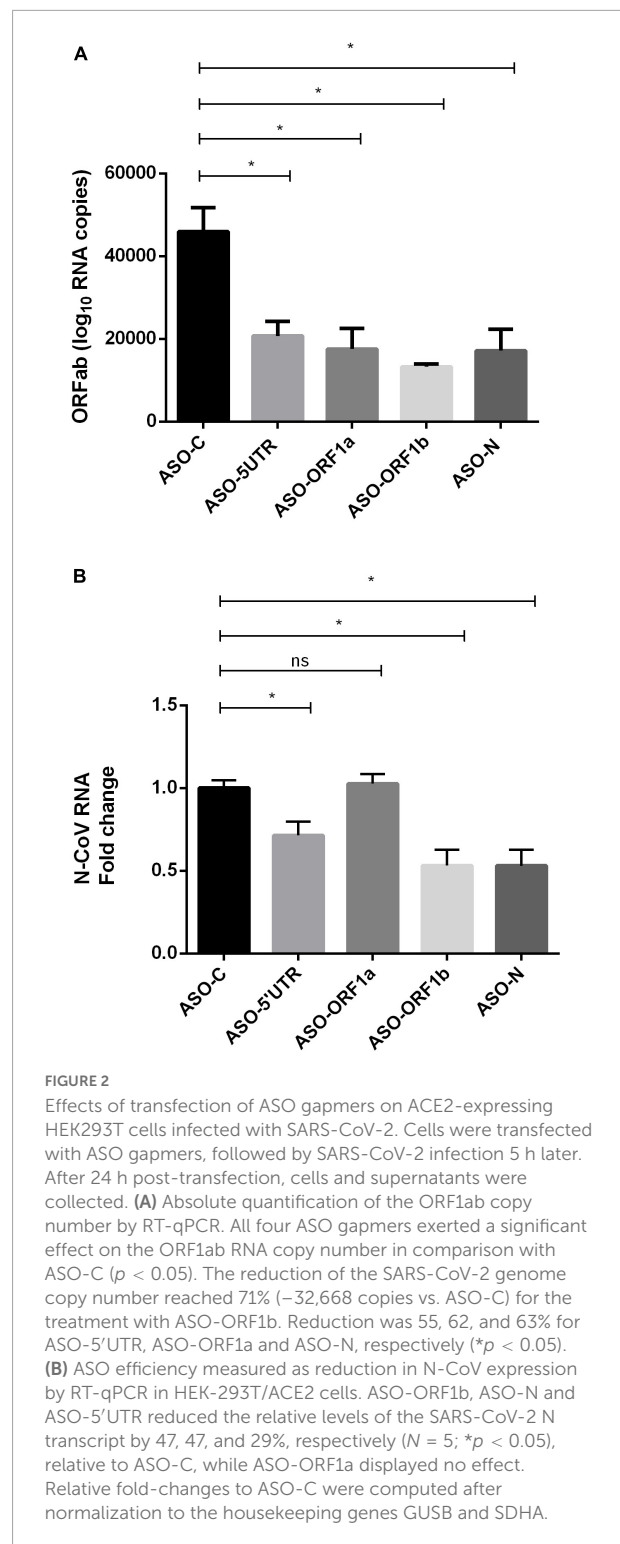 A
*
*
*
*
ORFab (log10 RNA copies)
60000
40000
20000
0
ASO-C
ASO-5UTR
ASO-ORF1a
ASO-ORF1b
ASO-N
B
*
*
ns
*
N-CoV RNA
Fold change
1.5
1.0
0.5
0.0
ASO-C
ASO-5'UTR
ASO-ORF1a
ASO-ORF1b
ASO-N
FIGURE 2
Effects of transfection of ASO gapmers on ACE2-expressing
HEK293T cells infected with SARS-CoV-2. Cells were transfected
with ASO gapmers, followed by SARS-CoV-2 infection 5 h later.
After 24 h post-transfection, cells and supernatants were
collected. (A) Absolute quantification of the ORF1ab copy
number by RT-qPCR. All four ASO gapmers exerted a significant
effect on the ORF1ab RNA copy number in comparison with
ASO-C (p < 0.05). The reduction of the SARS-CoV-2 genome
copy number reached 71% (–32,668 copies vs. ASO-C) for the
treatment with ASO-ORF1b. Reduction was 55, 62, and 63% for
ASO-5′UTR, ASO-ORF1a and ASO-N, respectively (*p < 0.05).
(B) ASO efficiency measured as reduction in N-CoV expression
by RT-qPCR in HEK-293T/ACE2 cells. ASO-ORF1b, ASO-N and
ASO-5′UTR reduced the relative levels of the SARS-CoV-2 N
transcript by 47, 47, and 29%, respectively (N = 5; *p < 0.05),
relative to ASO-C, while ASO-ORF1a displayed no effect.
Relative fold-changes to ASO-C were computed after
normalization to the housekeeping genes GUSB and SDHA.